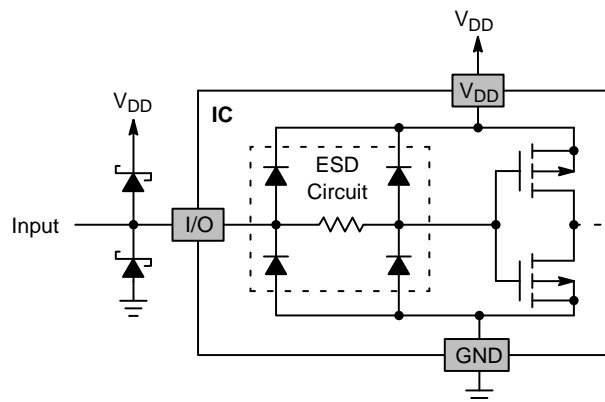 VDD
VDD
VDD
IC
ESD
Circuit
Input
I/O
GND